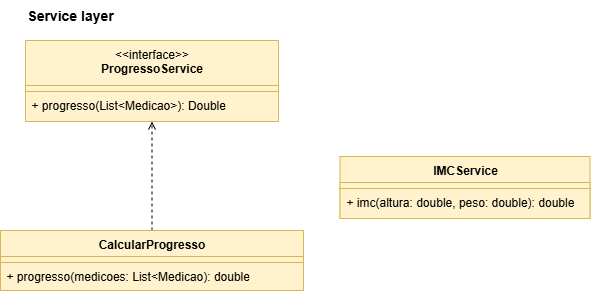 Service layer
<<interface>>
ProgressoService
+ progresso(List<Medicao>): Double
IMCService
+ imc(altura: double, peso: double): double
CalcularProgresso
+ progresso(medicoes: List<Medicao): double